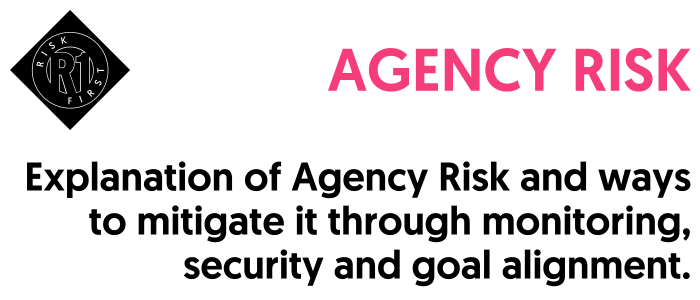 RISK
R1
FIRST
AGENCY RISK
Explanation of Agency Risk and ways
to mitigate it through monitoring,
security and goal alignment.